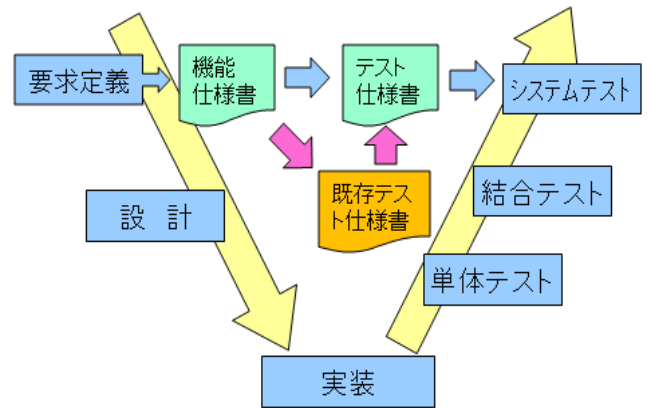 要求定義
機能
仕様書
テスト
仕様書
システムテスト
既存テス
ト仕様書
設 計
結合テスト
単体テスト
実装